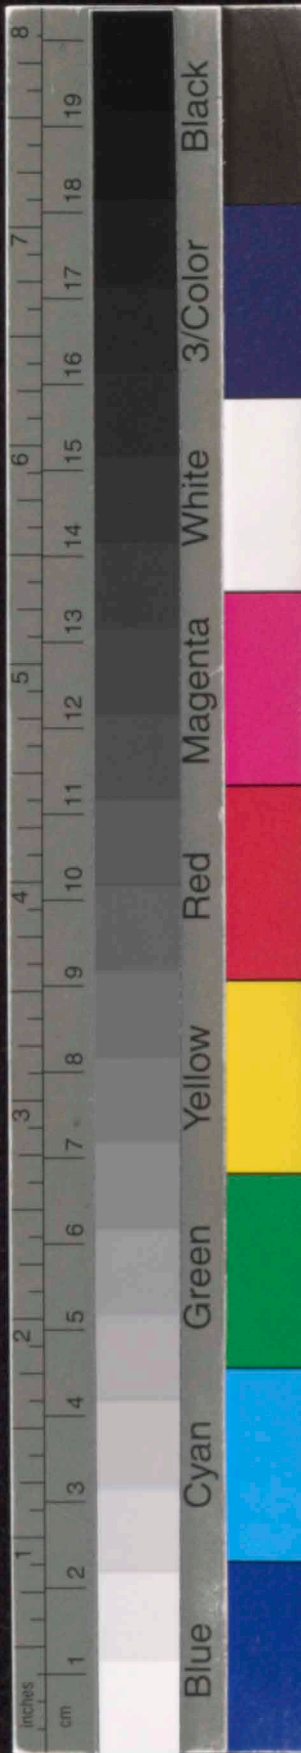 inches 1 2 3 4 5 6 7 8
cm 1 2 3 4 5 6 7 8 9 10 11 12 13 14 15 16 17 18 19
Blue Cyan Green Yellow Red Magenta White 3/Color Black